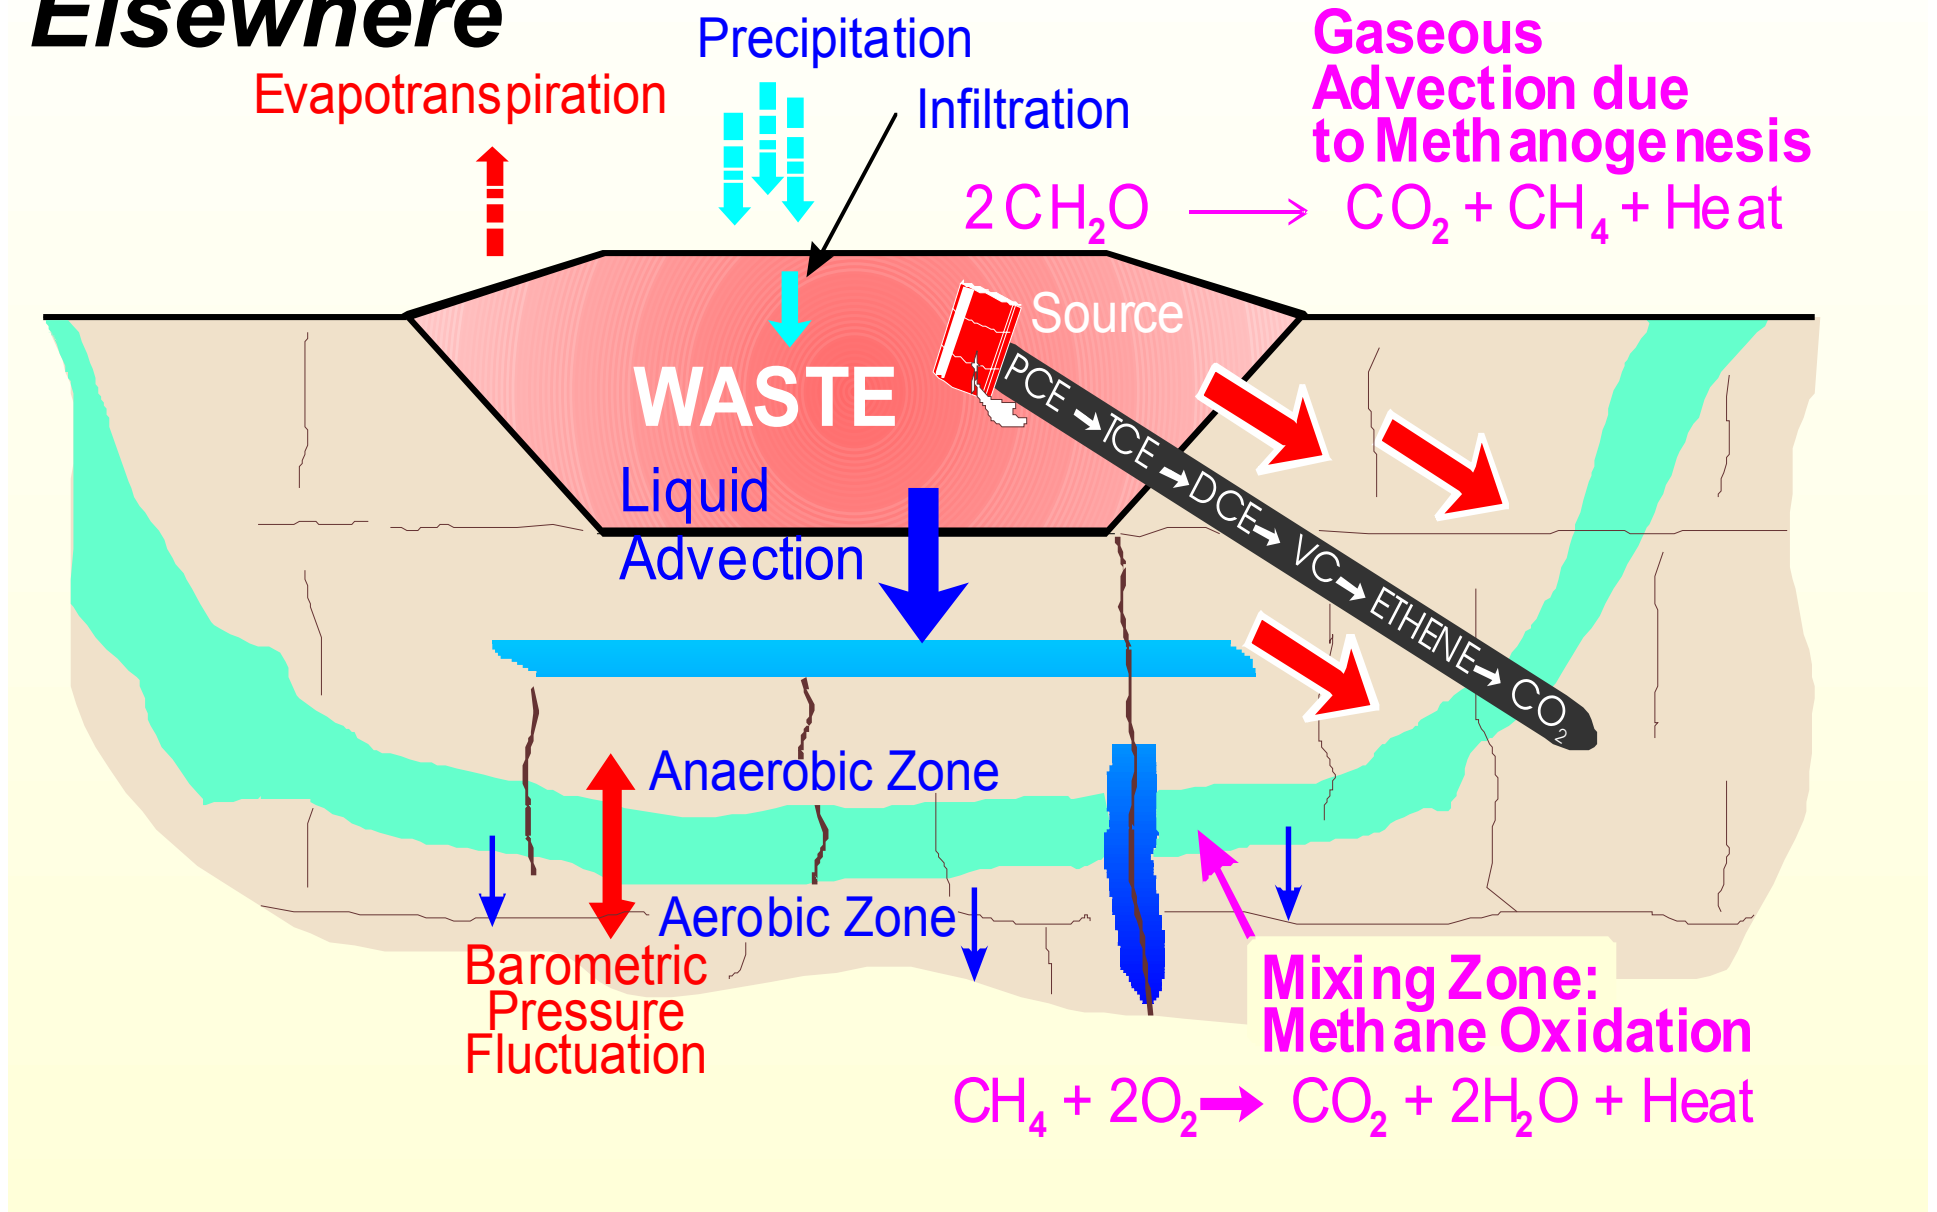 Elsewhere
Precipitation
Evapotranspiration
Infiltration
Gaseous
Advection due
to Methanogenesis
2 CH₂O → CO₂ + CH₄ + Heat
Source
WASTE
PCE → TCE → DCE → VC → ETHENE → CO₂
Liquid
Advection
Anaerobic Zone
Aerobic Zone
Barometric
Pressure
Fluctuation
Mixing Zone:
Methane Oxidation
CH₄ + 2O₂ → CO₂ + 2H₂O + Heat